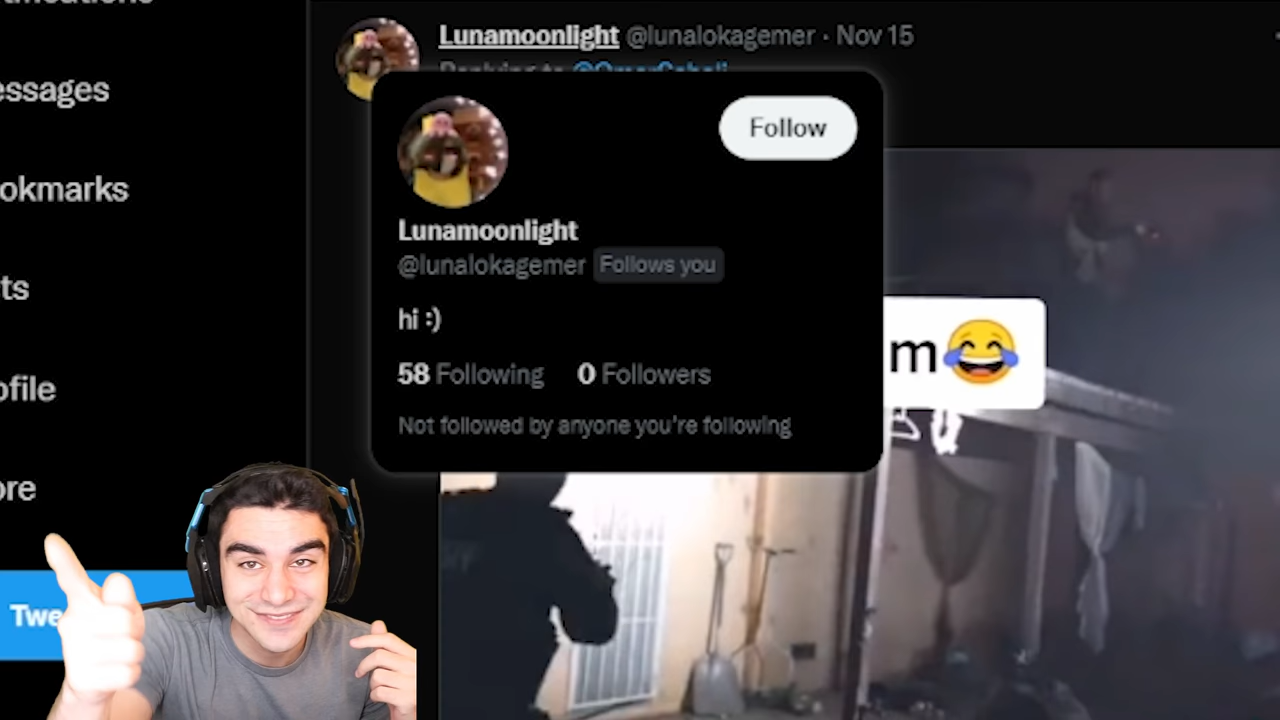 Lunamoonlight @lunalokagemer · Nov 15
essages
okmarks
ts
ofile
ore
Twe
Follow
Lunamoonlight
@lunalokagemer Follows you
hi :)
58 Following 0 Followers
Not followed by anyone you're following
m😂